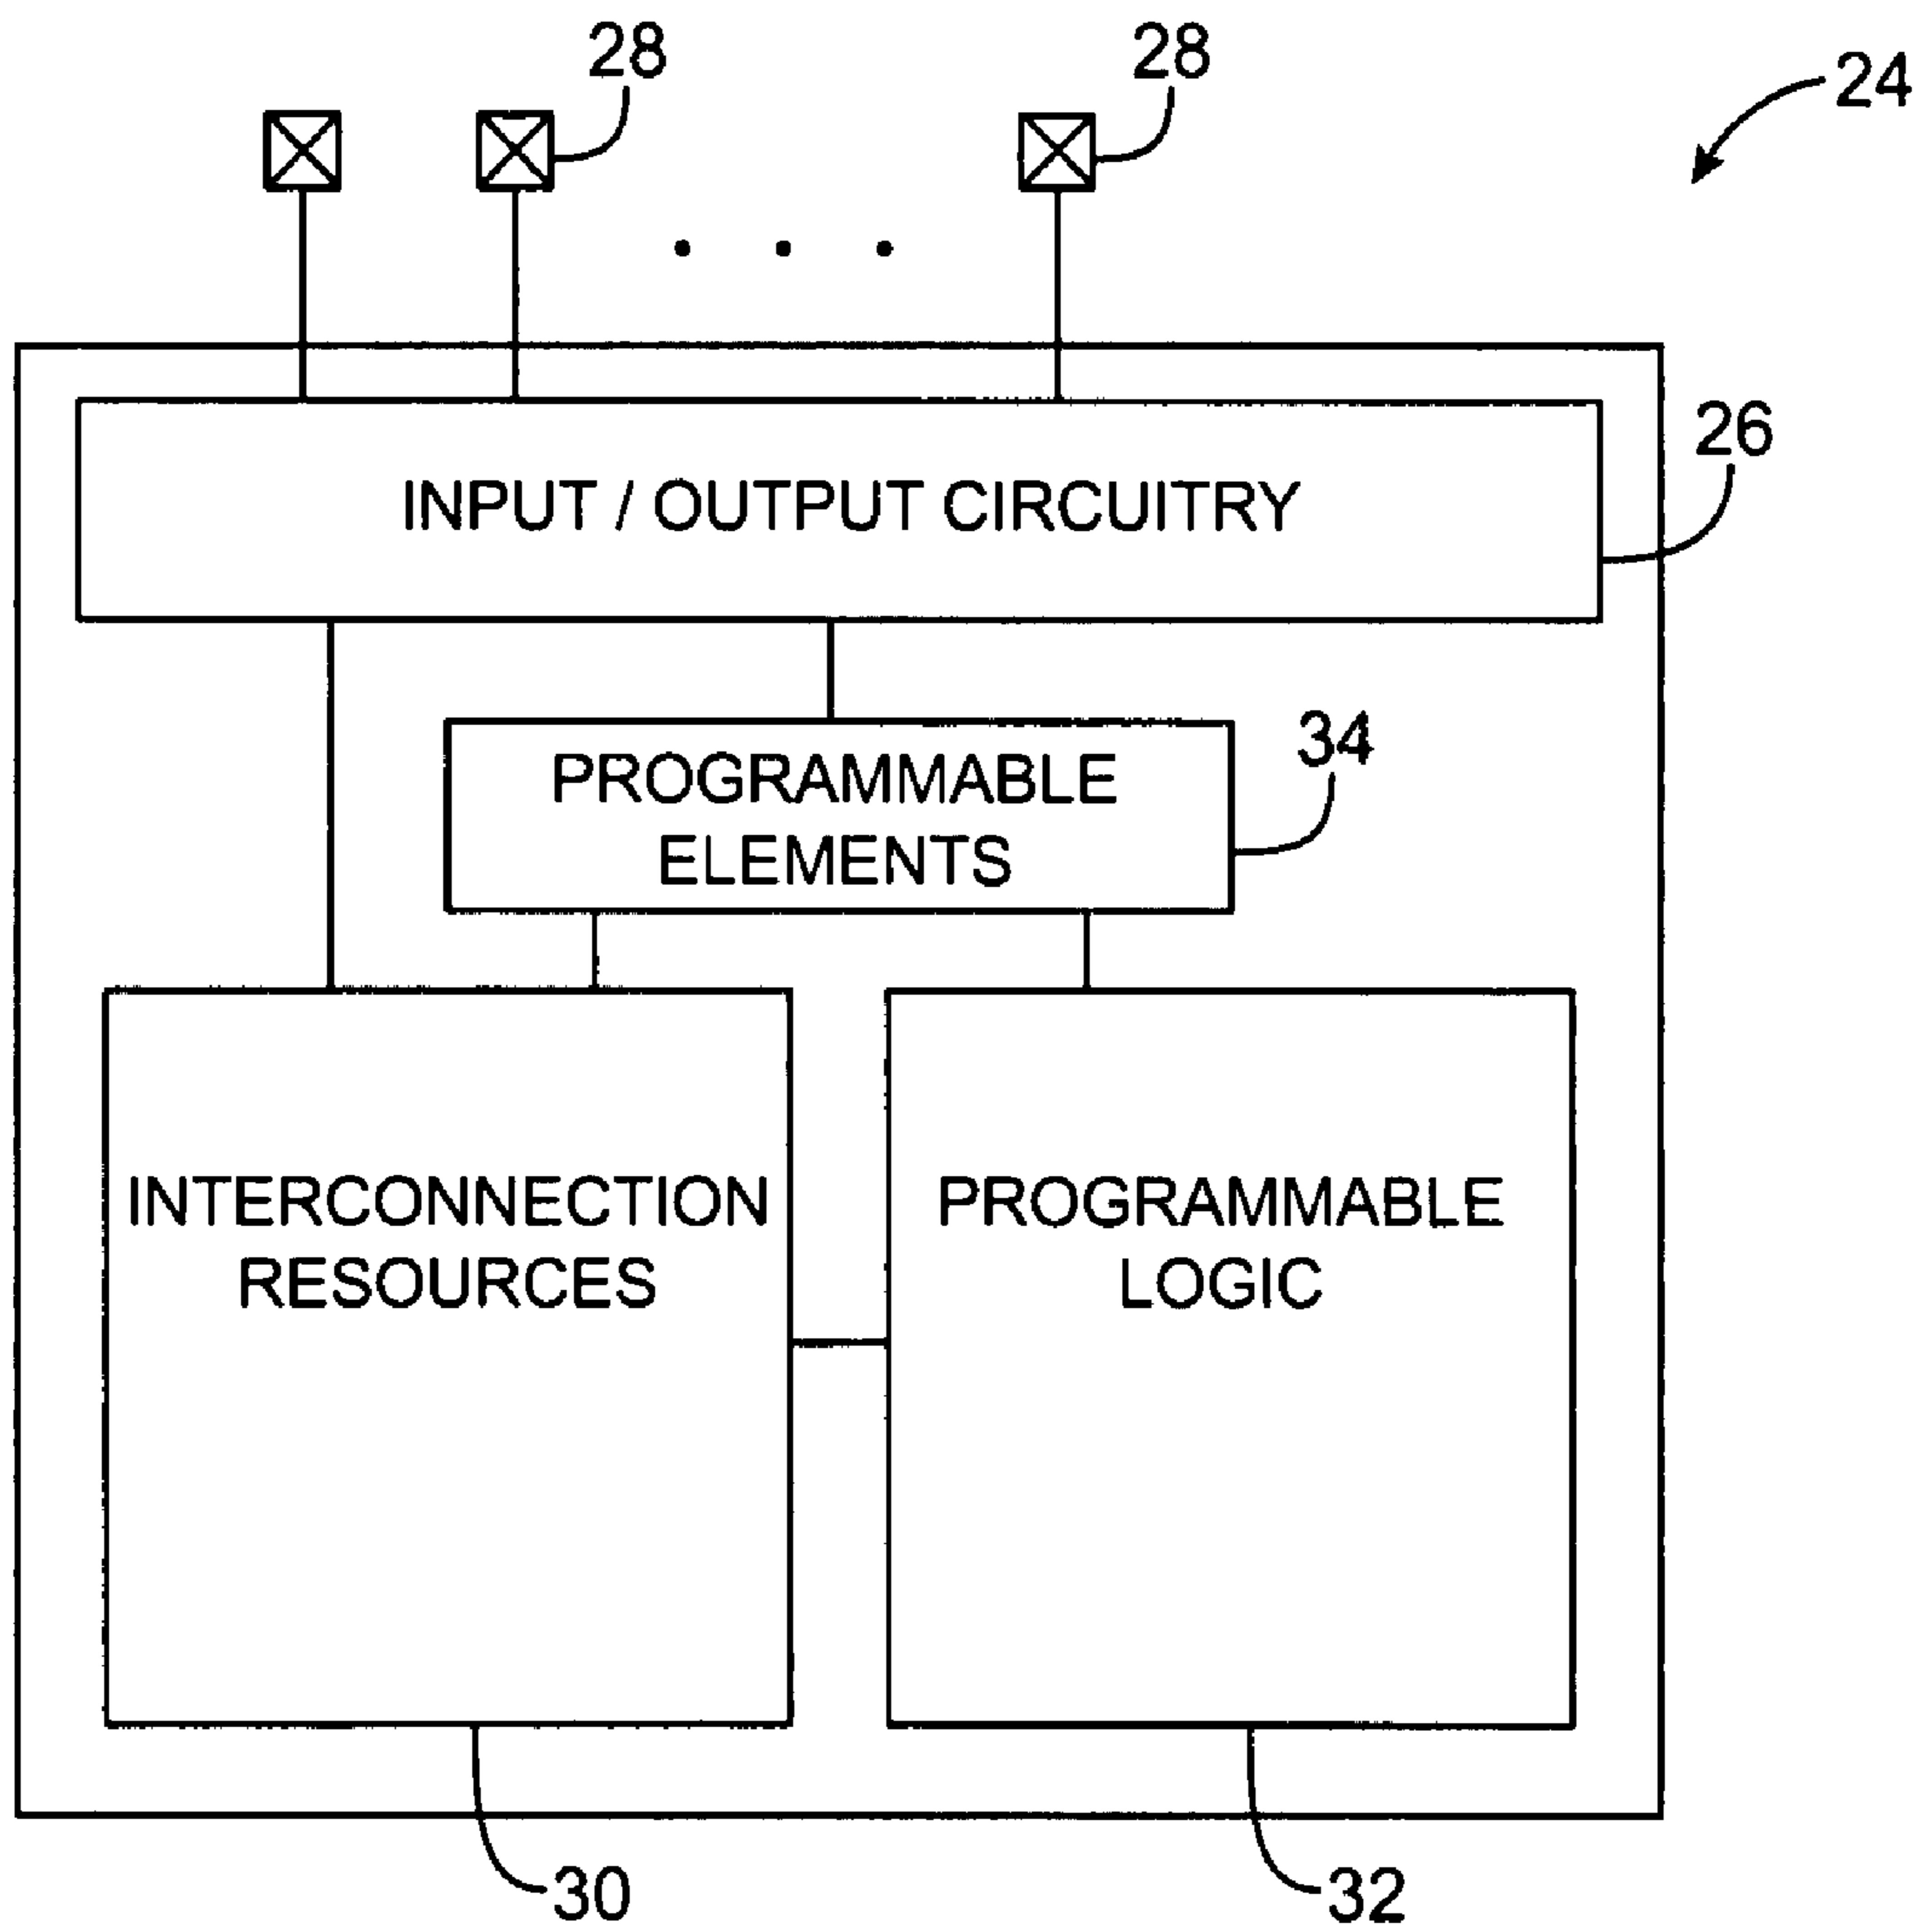 28
28
24
INPUT / OUTPUT CIRCUITRY
26
PROGRAMMABLE
ELEMENTS
34
INTERCONNECTION
RESOURCES
PROGRAMMABLE
LOGIC
30
32